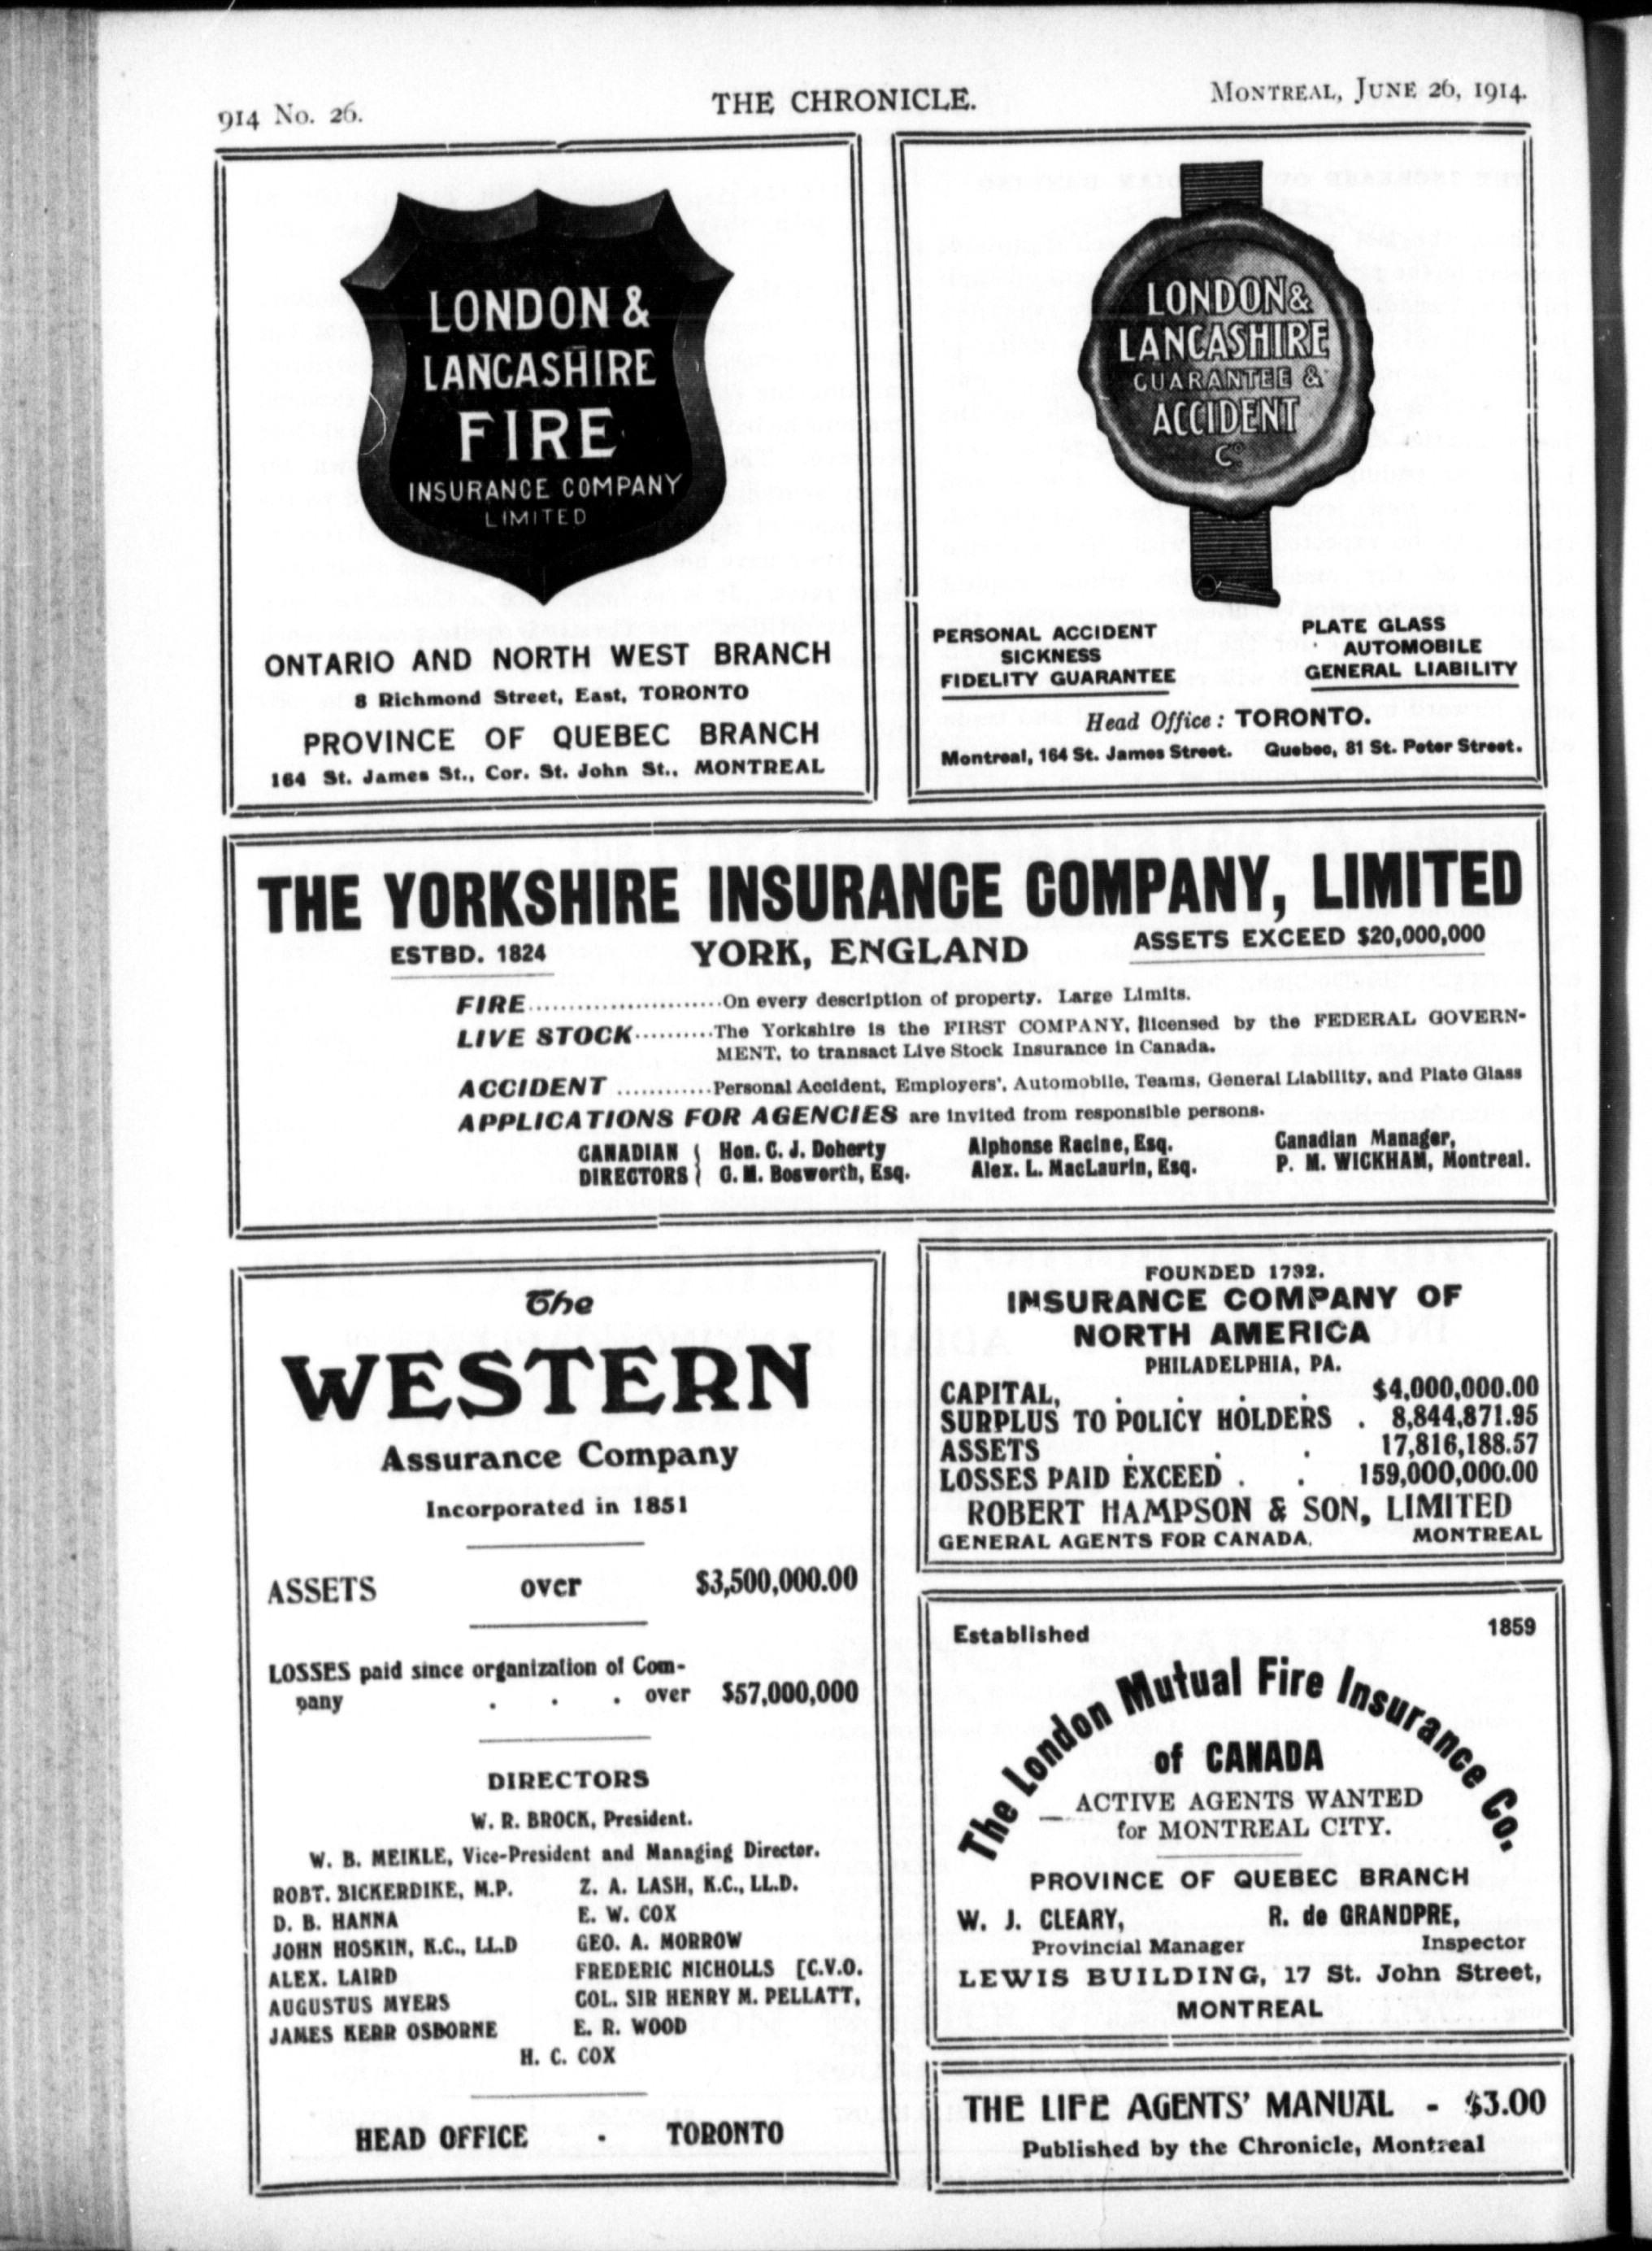 914 No. 26.
THE CHRONICLE.
MONTREAL, JUNE 26, 1914.
LONDON &
LANCASHIRE
FIRE
INSURANCE COMPANY
LIMITED
ONTARIO AND NORTH WEST BRANCH
8 Richmond Street, East, TORONTO
PROVINCE OF QUEBEC BRANCH
164 St. James St., Cor. St. John St., MONTREAL
LONDON &
LANCASHIRE
GUARANTEE &
ACCIDENT
Co
PERSONAL ACCIDENT
SICKNESS
FIDELITY GUARANTEE
PLATE GLASS
AUTOMOBILE
GENERAL LIABILITY
Head Office: TORONTO.
Montreal, 164 St. James Street. Quebec, 81 St. Peter Street.
THE YORKSHIRE INSURANCE COMPANY, LIMITED
ESTBD. 1824 YORK, ENGLAND ASSETS EXCEED $20,000,000
FIRE........................On every description of property. Large Limits.
LIVE STOCK..........The Yorkshire is the FIRST COMPANY, licensed by the FEDERAL GOVERN-
MENT, to transact Live Stock Insurance in Canada.
ACCIDENT ............Personal Accident, Employers', Automobile, Teams, General Liability, and Plate Glass
APPLICATIONS FOR AGENCIES are invited from responsible persons.
CANADIAN { Hon. C. J. Doherty Alphonse Racine, Esq. Canadian Manager,
DIRECTORS } G. M. Bosworth, Esq. Alex. L. MacLaurin, Esq. P. M. WICKHAM, Montreal.
The
WESTERN
Assurance Company
Incorporated in 1851
ASSETS over $3,500,000.00
LOSSES paid since organization of Com-
pany . . . over $57,000,000
DIRECTORS
W. R. BROCK, President.
W. B. MEIKLE, Vice-President and Managing Director.
ROBT. BICKERDIKE, M.P. Z. A. LASH, K.C., LL.D.
D. B. HANNA E. W. COX
JOHN HOSKIN, K.C., LL.D GEO. A. MORROW
ALEX. LAIRD FREDERIC NICHOLLS [C.V.O.
AUGUSTUS MYERS COL. SIR HENRY M. PELLATT,
JAMES KERR OSBORNE E. R. WOOD
H. C. COX
HEAD OFFICE - TORONTO
FOUNDED 1792.
INSURANCE COMPANY OF
NORTH AMERICA
PHILADELPHIA, PA.
CAPITAL, . . . . $4,000,000.00
SURPLUS TO POLICY HOLDERS . 8,844,871.95
ASSETS . . . 17,816,188.57
LOSSES PAID EXCEED . . 159,000,000.00
ROBERT HAMPSON & SON, LIMITED
GENERAL AGENTS FOR CANADA. MONTREAL
Established 1859
The London Mutual Fire Insurance Co.
of CANADA
ACTIVE AGENTS WANTED
for MONTREAL CITY.
PROVINCE OF QUEBEC BRANCH
W. J. CLEARY, R. de GRANDPRE,
Provincial Manager Inspector
LEWIS BUILDING, 17 St. John Street,
MONTREAL
THE LIFE AGENTS' MANUAL - $3.00
Published by the Chronicle, Montreal